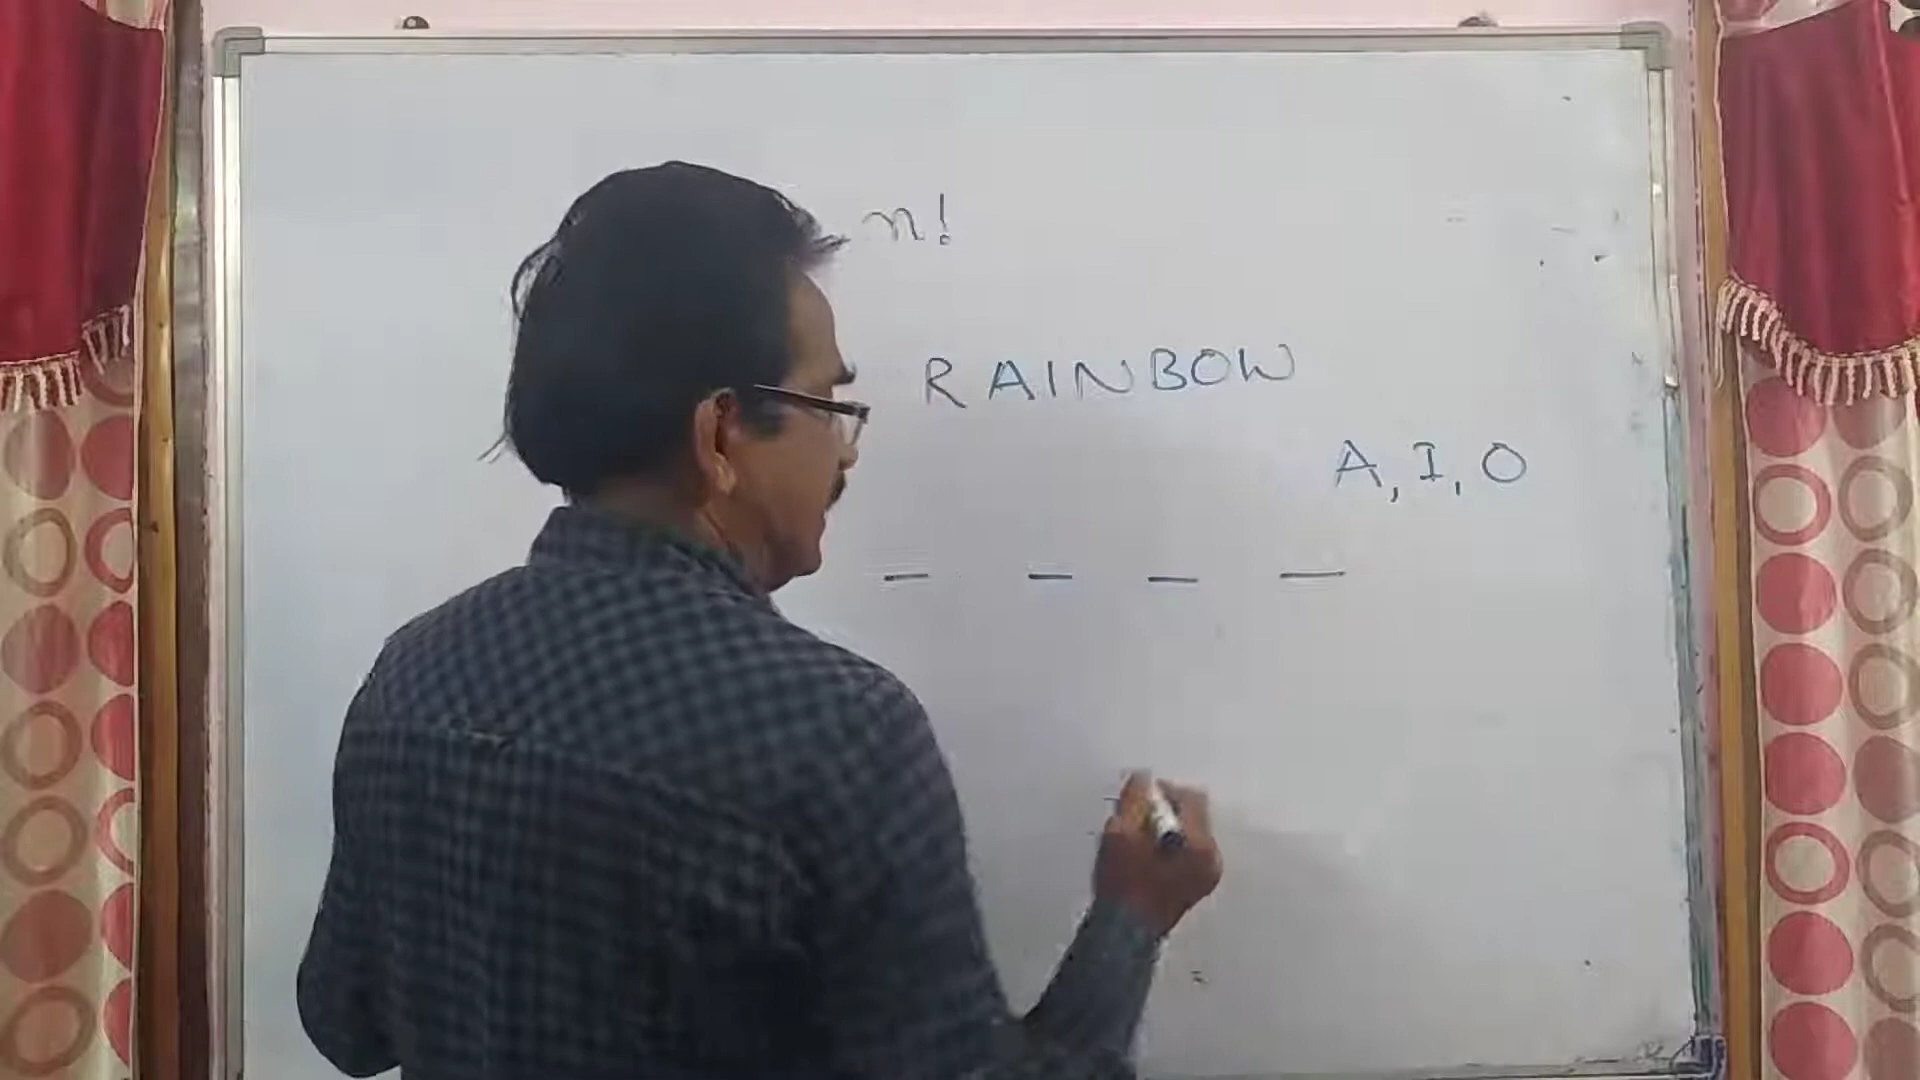 n!
RAINBOW
A, I, O
_ _ _ _